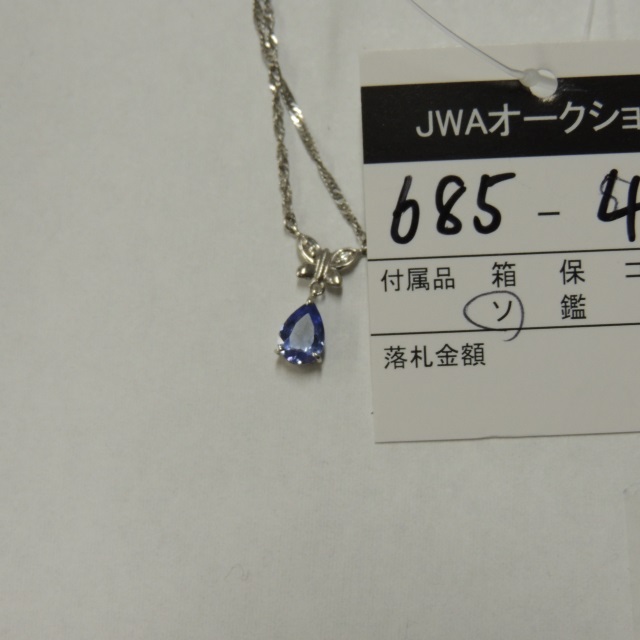 JWAオークショ
685 - 4
付属品 箱 保
ソ 鑑
落札金額